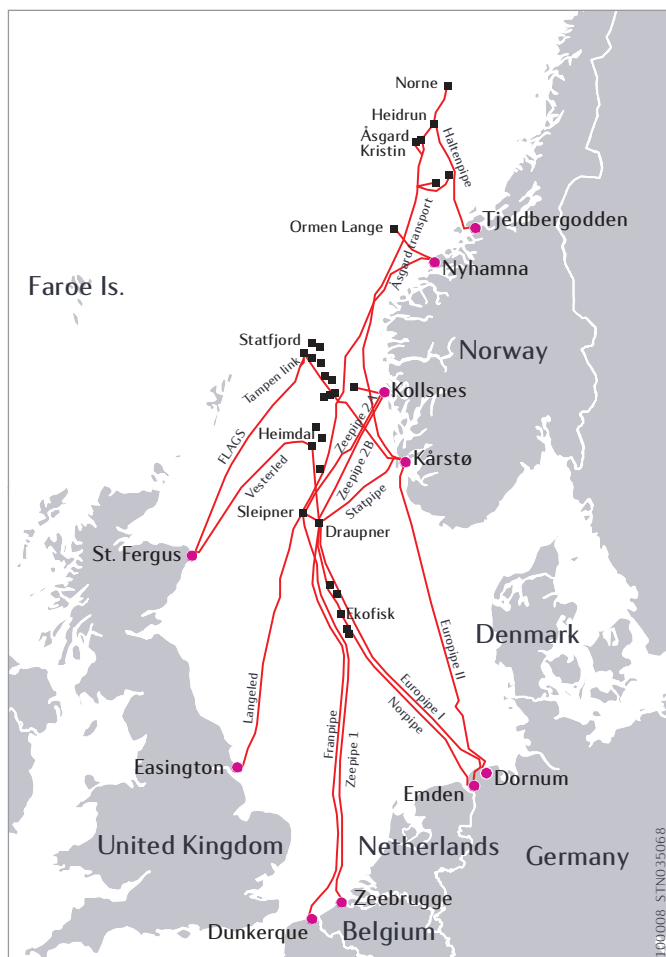 Norne
Heidrun
Åsgard
Kristin
Haltenpipe
Ormen Lange
Tjeldbergodden
Åsgard transport
Nyhamna
Faroe Is.
Statfjord
Norway
Tampen link
Kollsnes
FLAGS
Heimdal
Zeepipe 2A
Vesterled
Zeepipe 2B
Kårstø
Statpipe
Sleipner
Draupner
St. Fergus
Ekofisk
Denmark
Europipe II
Langeled
Europipe I
Norpipe
Franpipe
Zeepipe 1
Easington
Dornum
Emden
United Kingdom
Netherlands
Germany
Zeebrugge
Dunkerque
Belgium
100008 STN035068